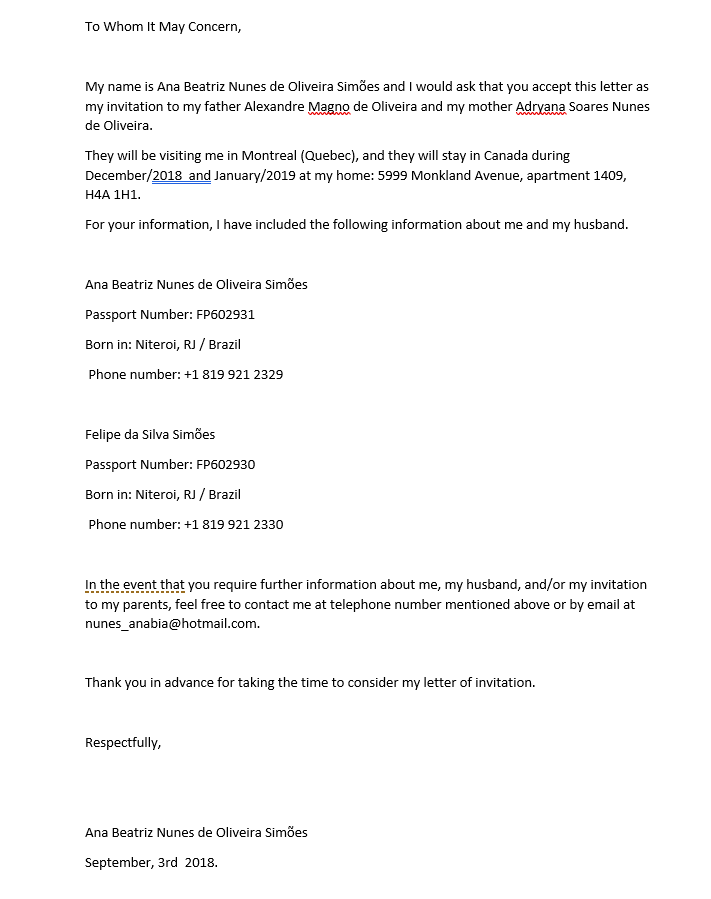 To Whom It May Concern,
My name is Ana Beatriz Nunes de Oliveira Simões and I would ask that you accept this letter as
my invitation to my father Alexandre Magno de Oliveira and my mother Adryana Soares Nunes
de Oliveira.
They will be visiting me in Montreal (Quebec), and they will stay in Canada during
December/2018 and January/2019 at my home: 5999 Monkland Avenue, apartment 1409,
H4A 1H1.
For your information, I have included the following information about me and my husband.
Ana Beatriz Nunes de Oliveira Simões
Passport Number: FP602931
Born in: Niteroi, RJ / Brazil
Phone number: +1 819 921 2329
Felipe da Silva Simões
Passport Number: FP602930
Born in: Niteroi, RJ / Brazil
Phone number: +1 819 921 2330
In the event that you require further information about me, my husband, and/or my invitation
to my parents, feel free to contact me at telephone number mentioned above or by email at
nunes_anabia@hotmail.com.
Thank you in advance for taking the time to consider my letter of invitation.
Respectfully,
Ana Beatriz Nunes de Oliveira Simões
September, 3rd 2018.